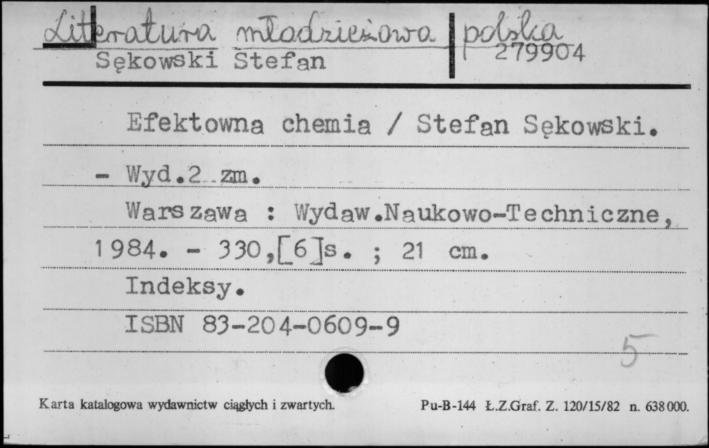 Literatura młodzieżowa polska
279904
Sękowski Stefan
Efektowna chemia / Stefan Sękowski.
- Wyd.2 zm.
Warszawa : Wydaw.Naukowo-Techniczne,
1984. - 330,[6]s. ; 21 cm.
Indeksy.
ISBN 83-204-0609-9
5
Karta katalogowa wydawnictw ciągłych i zwartych. Pu-B-144 Ł.Z.Graf. Z. 120/15/82 n. 638000.